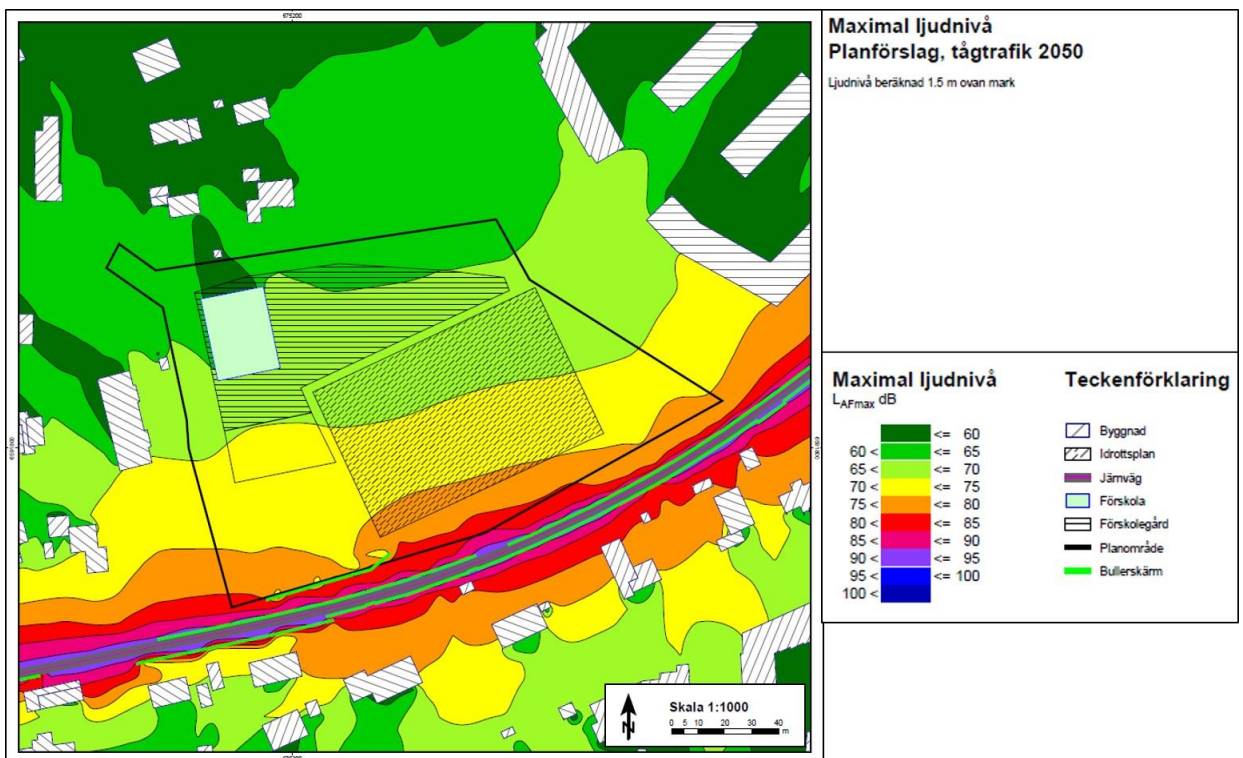 675200
Maximal ljudnivå
Planförslag, tågtrafik 2050
Ljudnivå beräknad 1.5 m ovan mark
Maximal ljudnivå
LAFmax dB
<= 60
60 < <= 65
65 < <= 70
70 < <= 75
75 < <= 80
80 < <= 85
85 < <= 90
90 < <= 95
95 < <= 100
100 <
Teckenförklaring
Byggnad
Idrottsplan
Järnväg
Förskola
Förskolegård
Planområde
Bullerskärm
N
Skala 1:1000
0 5 10 20 30 40
m
675200